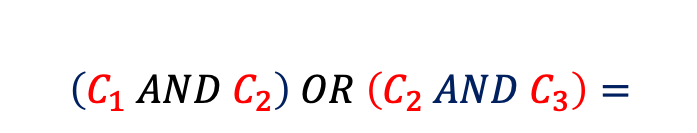 (C₁ AND C₂) OR (C₂ AND C₃) =